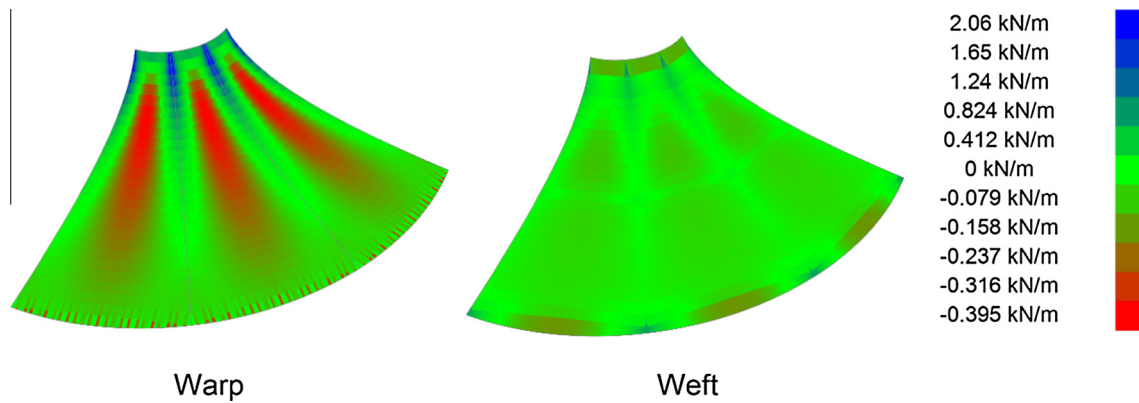 2.06 kN/m
1.65 kN/m
1.24 kN/m
0.824 kN/m
0.412 kN/m
0 kN/m
-0.079 kN/m
-0.158 kN/m
-0.237 kN/m
-0.316 kN/m
-0.395 kN/m
Warp
Weft